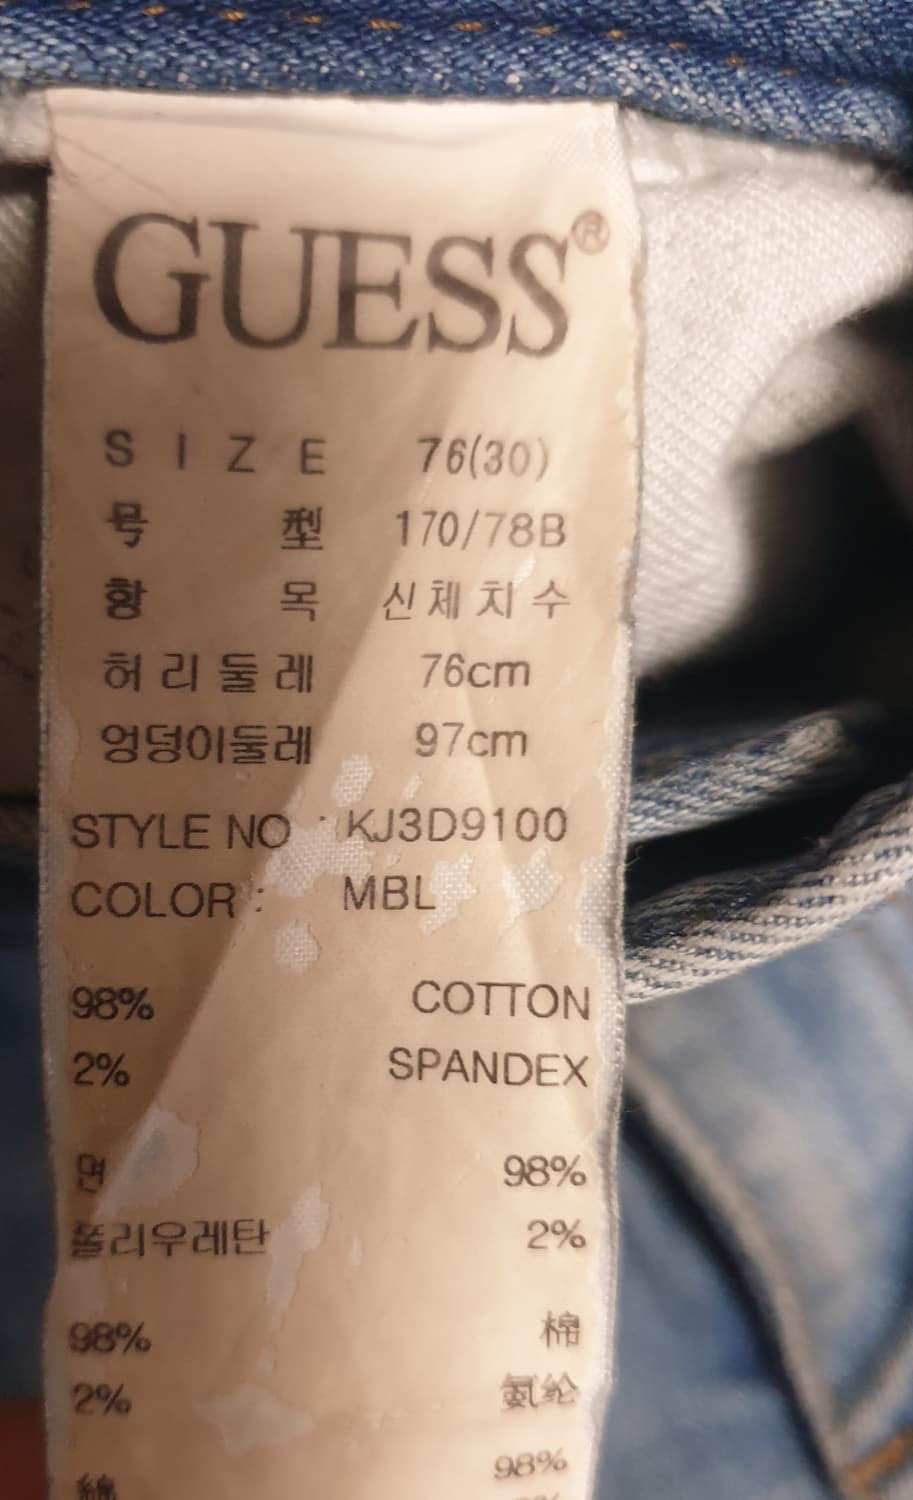 GUESS®
SIZE 76(30)
号型 170/78B
항목 신체치수
허리둘레 76cm
엉덩이둘레 97cm
STYLE NO : KJ3D9100
COLOR : MBL
98% COTTON
2% SPANDEX
면 98%
폴리우레탄 2%
98% 棉
2% 氨纶
98%
綿